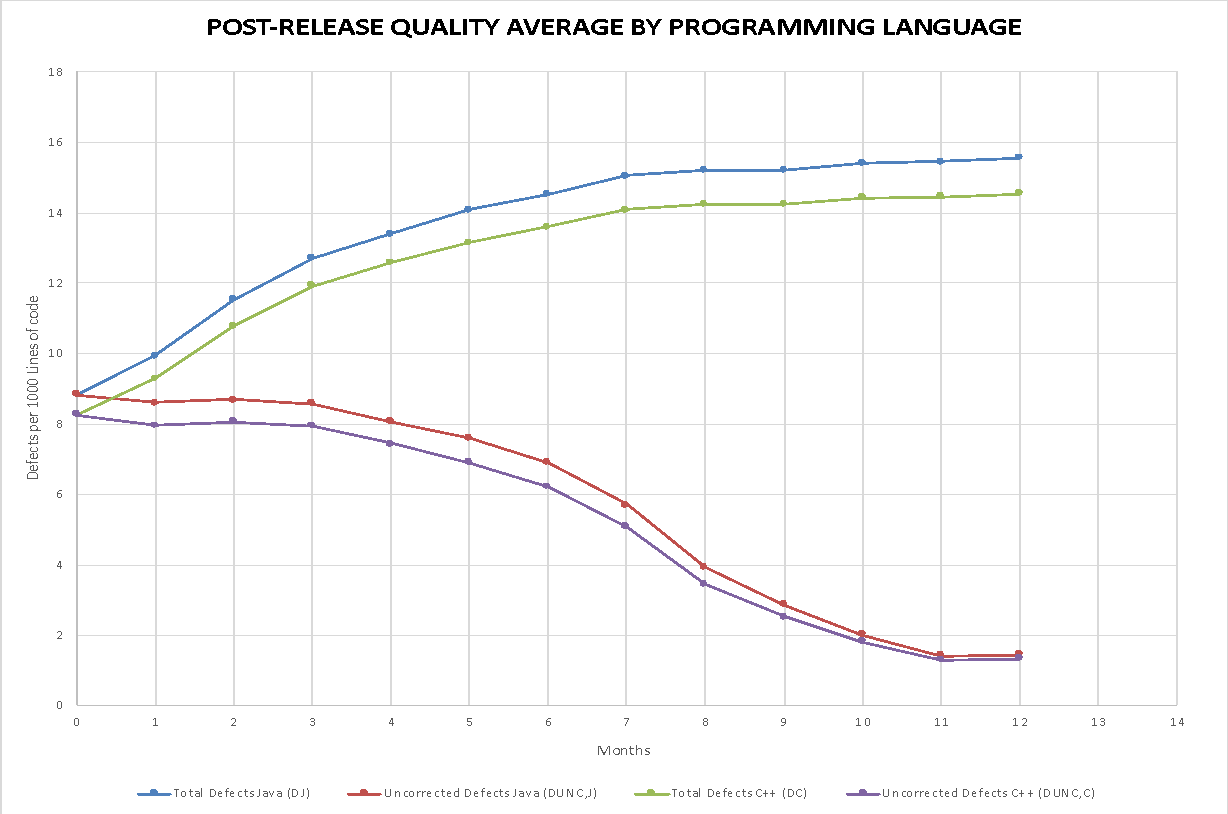 POST-RELEASE QUALITY AVERAGE BY PROGRAMMING LANGUAGE
Defects per 1000 Lines of code
18
16
14
12
10
8
6
4
2
0
0 1 2 3 4 5 6 7 8 9 10 11 12 13 14
Months
Total Defects Java (DJ) Uncorrected Defects Java (DUNC,J) Total Defects C++ (DC) Uncorrected Defects C++ (DUNC,C)